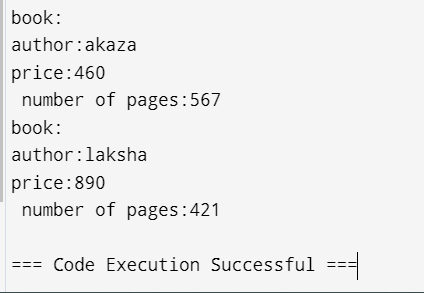 book:
author:akaza
price:460
 number of pages:567
book:
author:laksha
price:890
 number of pages:421

=== Code Execution Successful ===